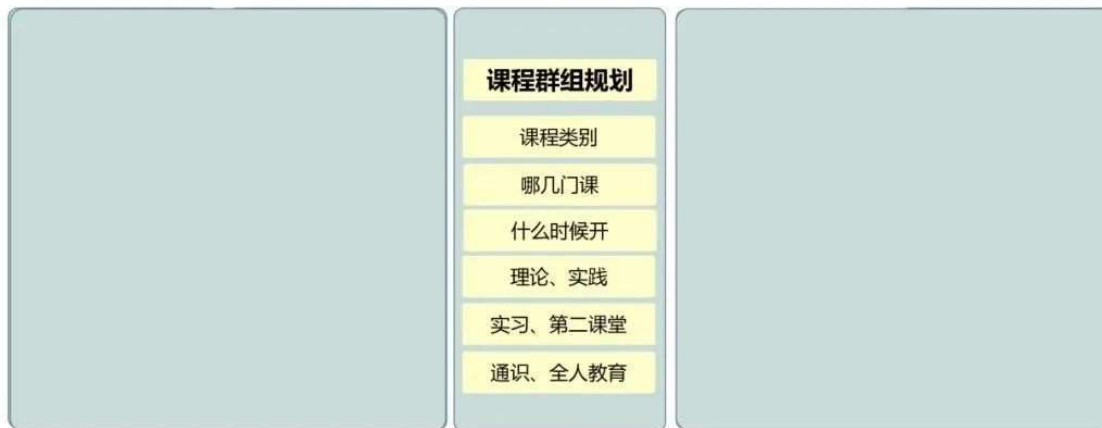 课程群组规划
课程类别
哪几门课
什么时候开
理论、实践
实习、第二课堂
通识、全人教育